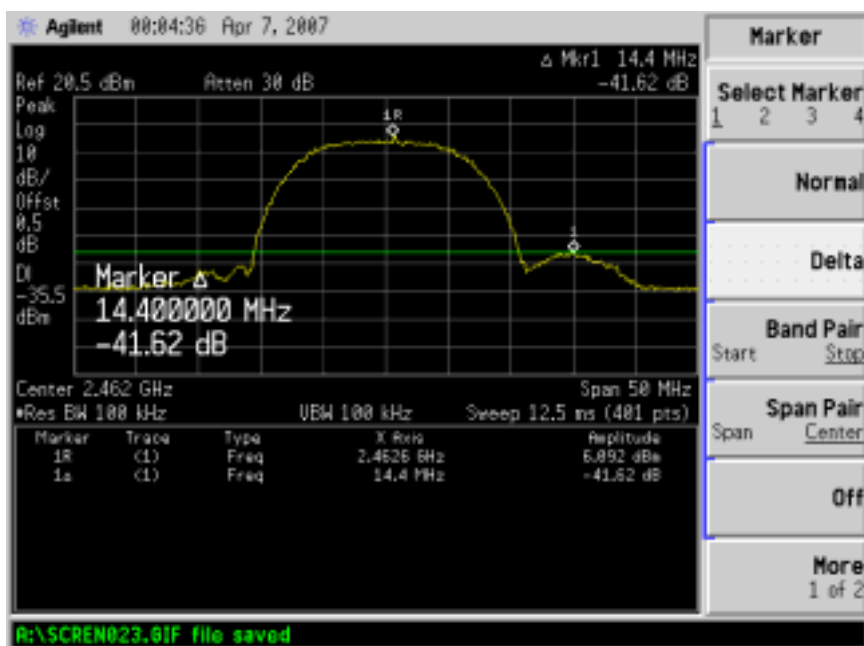 Agilent 00:04:36 Apr 7, 2007
Marker
Δ Mkr1 14.4 MHz
Ref 20.5 dBm Atten 30 dB -41.62 dB
Peak
Log
10
dB/
Offst
0.5
dB
DI
-35.5
dBm
1R
1
Marker Δ
14.400000 MHz
-41.62 dB
Center 2.462 GHz Span 50 MHz
#Res BW 100 kHz VBW 100 kHz Sweep 12.5 ms (401 pts)
Marker Trace Type X Axis Amplitude
1R (1) Freq 2.4626 GHz 6.092 dBm
1Δ (1) Freq 14.4 MHz -41.62 dB
Select Marker
1 2 3 4
Normal
Delta
Band Pair
Start Stop
Span Pair
Span Center
Off
More
1 of 2
A:\SCREN023.GIF file saved